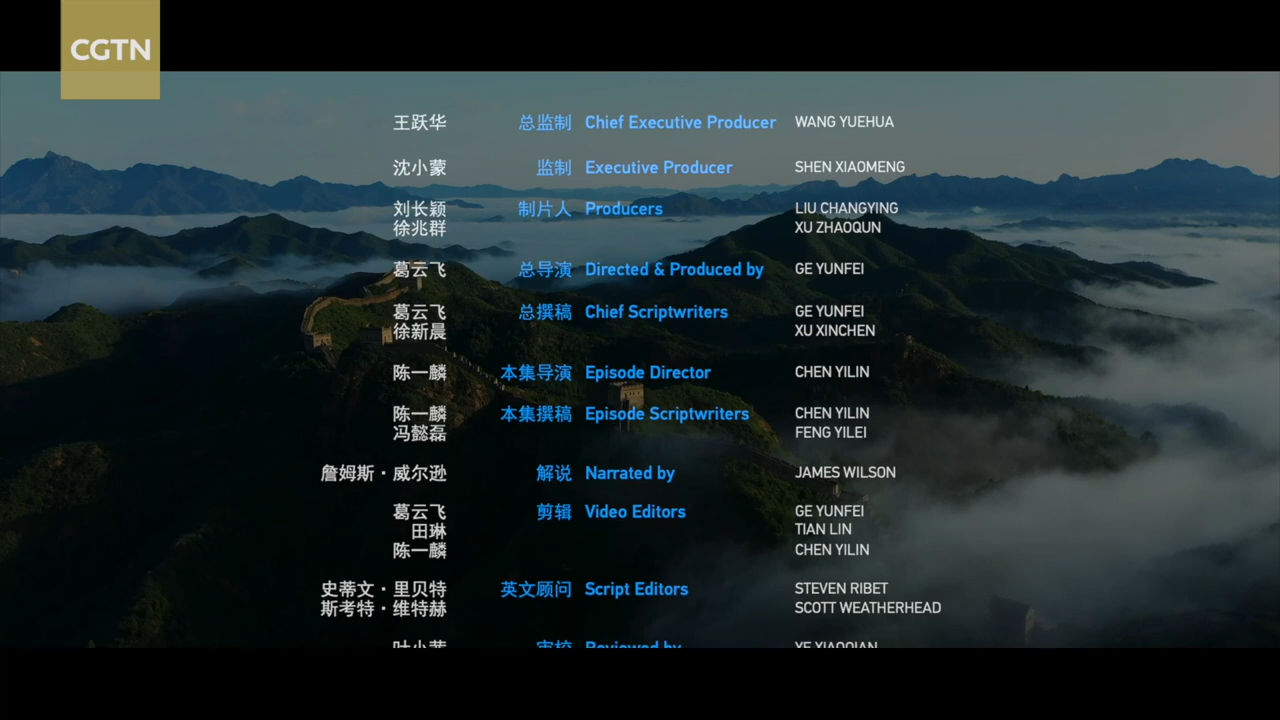 CGTN
王跃华 总监制 Chief Executive Producer WANG YUEHUA
沈小蒙 监制 Executive Producer SHEN XIAOMENG
刘长颖 制片人 Producers LIU CHANGYING
徐兆群 XU ZHAOQUN
葛云飞 总导演 Directed & Produced by GE YUNFEI
葛云飞 总撰稿 Chief Scriptwriters GE YUNFEI
徐新晨 XU XINCHEN
陈一麟 本集导演 Episode Director CHEN YILIN
陈一麟 本集撰稿 Episode Scriptwriters CHEN YILIN
冯懿磊 FENG YILEI
詹姆斯·威尔逊 解说 Narrated by JAMES WILSON
葛云飞 剪辑 Video Editors GE YUNFEI
田琳 TIAN LIN
陈一麟 CHEN YILIN
史蒂文·里贝特 英文顾问 Script Editors STEVEN RIBET
斯考特·维特赫 SCOTT WEATHERHEAD
审校 Reviewed by